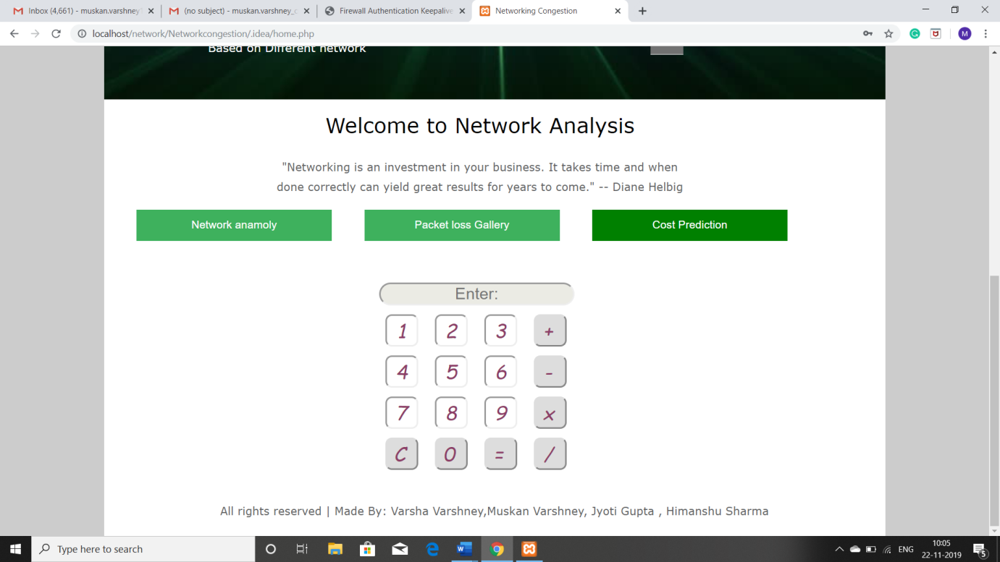 Inbox (4,661) - muskan.varshney
(no subject) - muskan.varshney_c
Firewall Authentication Keepalive
Networking Congestion
localhost/network/Networkcongestion/.idea/home.php
M
Based on Different network
Welcome to Network Analysis
"Networking is an investment in your business. It takes time and when
done correctly can yield great results for years to come." -- Diane Helbig
Network anamoly
Packet loss Gallery
Cost Prediction
Enter:
1 2 3 +
4 5 6 -
7 8 9 x
C 0 = /
All rights reserved | Made By: Varsha Varshney,Muskan Varshney, Jyoti Gupta , Himanshu Sharma
Type here to search
ENG
10:05
22-11-2019
5